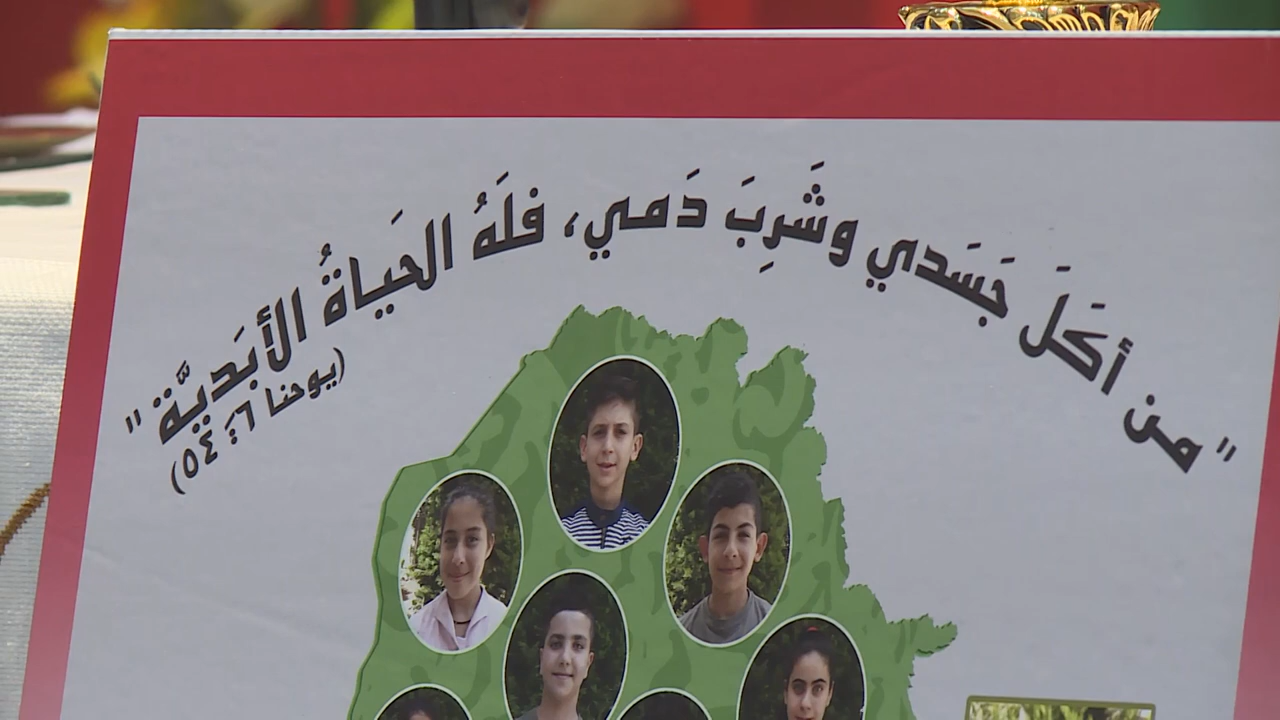 "من أَكَلَ جَسَدي وشَرِبَ دَمي، فلَهُ الحَياةُ الأبَديَّة"
(يوحنا ٦: ٥٤)